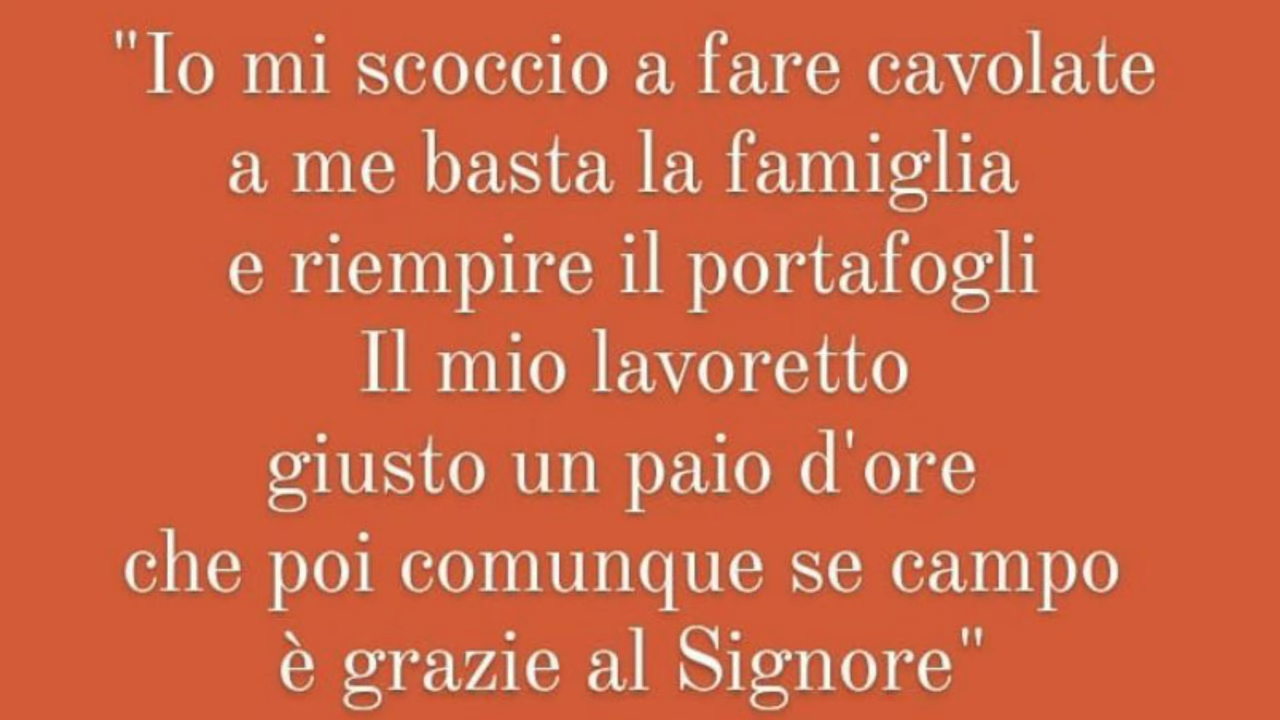 "Io mi scoccio a fare cavolate
a me basta la famiglia
e riempire il portafogli
Il mio lavoretto
giusto un paio d'ore
che poi comunque se campo
è grazie al Signore"